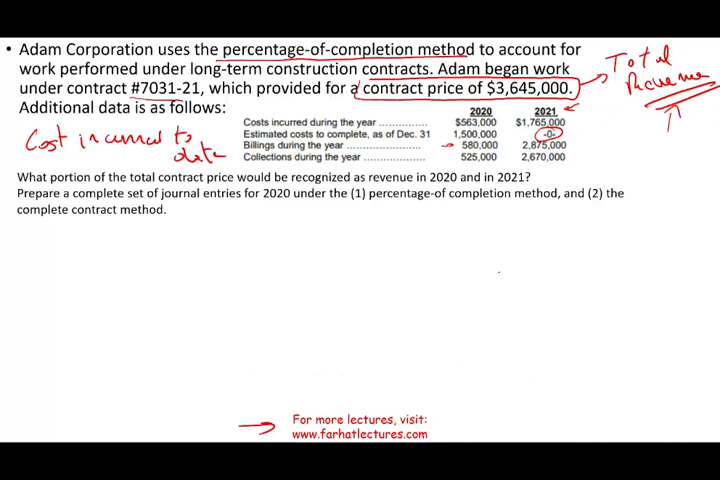 • Adam Corporation uses the percentage-of-completion method to account for
work performed under long-term construction contracts. Adam began work
under contract #7031-21, which provided for a contract price of $3,645,000.
Additional data is as follows:
Total
Revenue
2020 2021
Costs incurred during the year ................ $563,000 $1,765,000
Estimated costs to complete, as of Dec. 31 1,500,000 -0-
Billings during the year ........................ 580,000 2,875,000
Collections during the year .................... 525,000 2,670,000
Cost incurred to
date
What portion of the total contract price would be recognized as revenue in 2020 and in 2021?
Prepare a complete set of journal entries for 2020 under the (1) percentage-of completion method, and (2) the
complete contract method.
For more lectures, visit:
www.farhatlectures.com